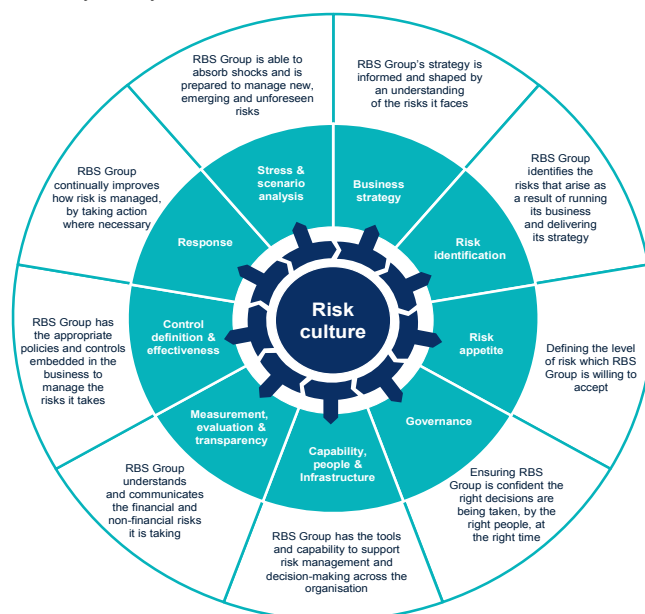 RBS Group is able to
absorb shocks and is
prepared to manage new,
emerging and unforeseen
risks
RBS Group's strategy is
informed and shaped by
an understanding
of the risks it faces
RBS Group
identifies the
risks that arise as
a result of running
its business
and delivering
its strategy
Defining the level
of risk which RBS
Group is willing to
accept
Ensuring RBS
Group is confident the
right decisions are
being taken, by the
right people, at
the right time
RBS Group has the tools
and capability to support
risk management and
decision-making across the
organisation
RBS Group
understands
and communicates
the financial and
non-financial risks
it is taking
RBS Group has
the appropriate
policies and controls
embedded in the
business to
manage the
risks it takes
RBS Group
continually improves
how risk is managed,
by taking action
where necessary
Stress &
scenario
analysis
Business
strategy
Risk
identification
Risk
appetite
Governance
Capability,
people &
Infrastructure
Measurement,
evaluation &
transparency
Control
definition &
effectiveness
Response
Risk
culture